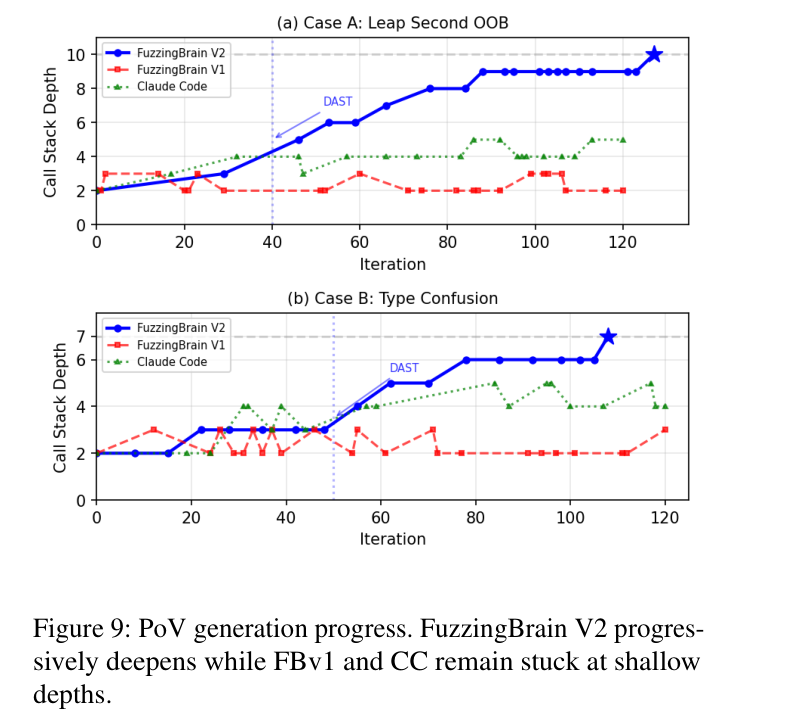 (a) Case A: Leap Second OOB
FuzzingBrain V2
FuzzingBrain V1
Claude Code
DAST
Call Stack Depth
10
8
6
4
2
0
0 20 40 60 80 100 120
Iteration
(b) Case B: Type Confusion
FuzzingBrain V2
FuzzingBrain V1
Claude Code
DAST
Call Stack Depth
7
6
4
2
0
0 20 40 60 80 100 120
Iteration
Figure 9: PoV generation progress. FuzzingBrain V2 progres-
sively deepens while FBv1 and CC remain stuck at shallow
depths.